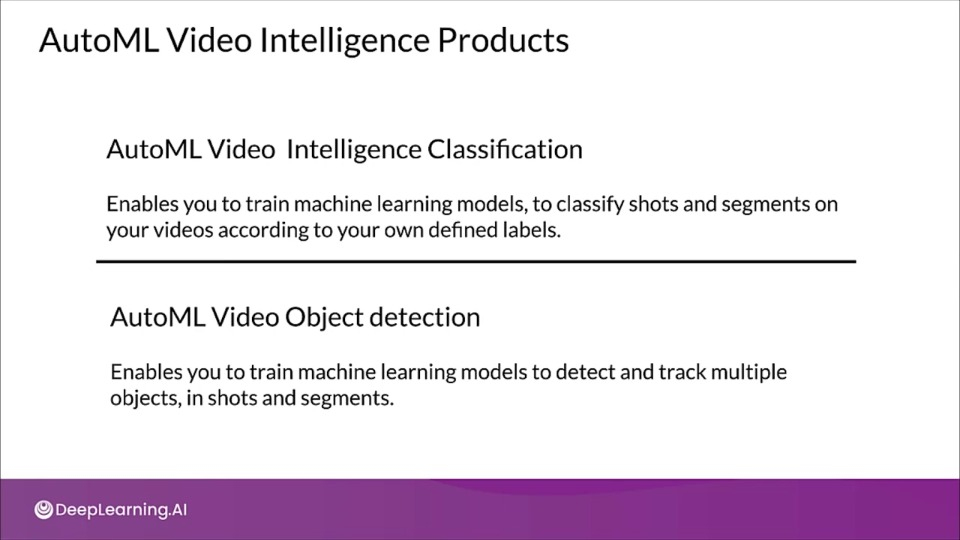 AutoML Video Intelligence Products
AutoML Video Intelligence Classification
Enables you to train machine learning models, to classify shots and segments on
your videos according to your own defined labels.
AutoML Video Object detection
Enables you to train machine learning models to detect and track multiple
objects, in shots and segments.
DeepLearning.AI